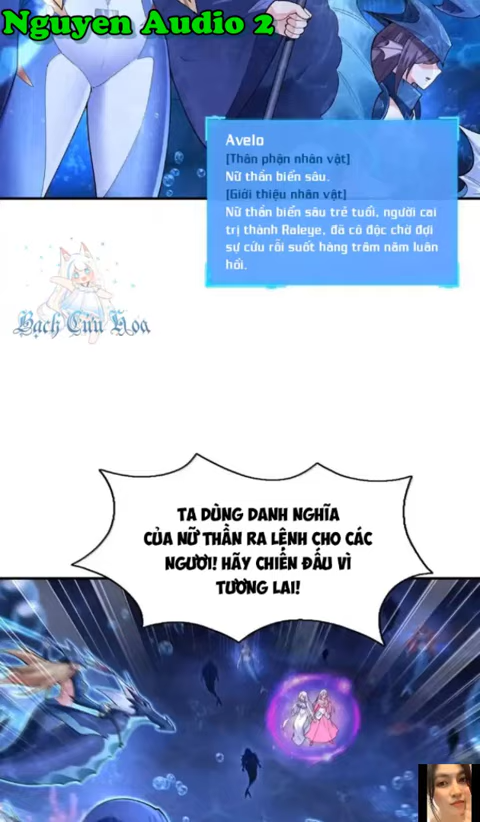 Nguyen Audio 2
Avelo
[Thân phận nhân vật]
Nữ thần biển sâu.
[Giới thiệu nhân vật]
Nữ thần biển sâu trẻ tuổi, người cai
trị thành Raleye, đã cô độc chờ đợi
sự cứu rỗi suốt hàng trăm năm luân
hồi.
Bạch Cửu Hoa
TA DÙNG DANH NGHĨA
CỦA NỮ THẦN RA LỆNH CHO CÁC
NGƯƠI! HÃY CHIẾN ĐẤU VÌ
TƯƠNG LAI!